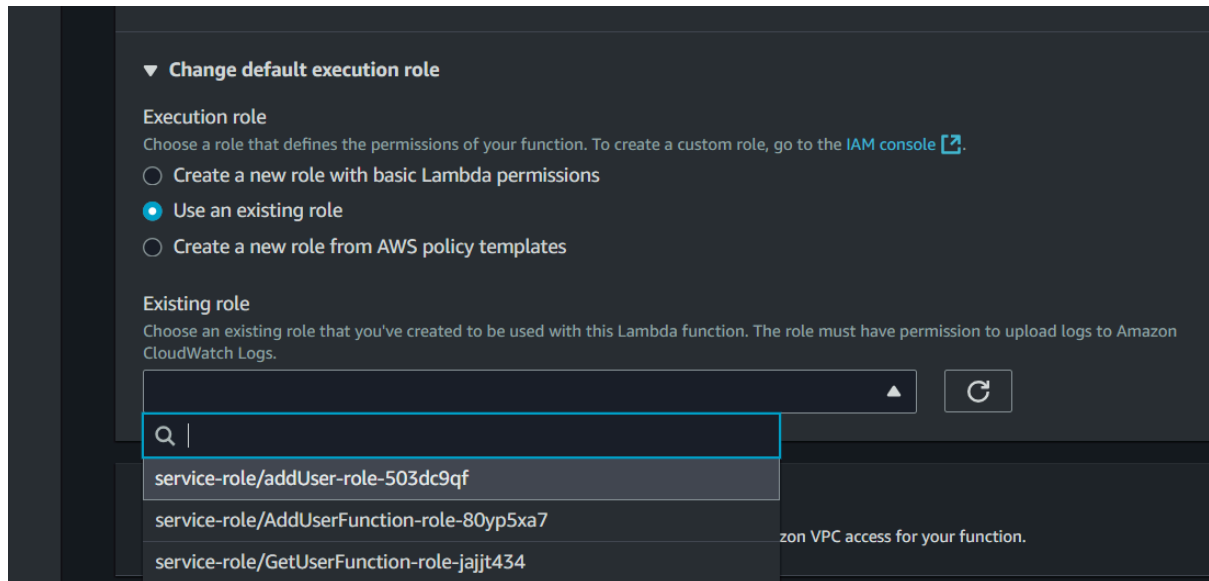 Change default execution role
Execution role
Choose a role that defines the permissions of your function. To create a custom role, go to the IAM console.
Create a new role with basic Lambda permissions
Use an existing role
Create a new role from AWS policy templates
Existing role
Choose an existing role that you've created to be used with this Lambda function. The role must have permission to upload logs to Amazon
CloudWatch Logs.
service-role/addUser-role-503dc9qf
service-role/AddUserFunction-role-80yp5xa7
zon VPC access for your function.
service-role/GetUserFunction-role-jajjt434